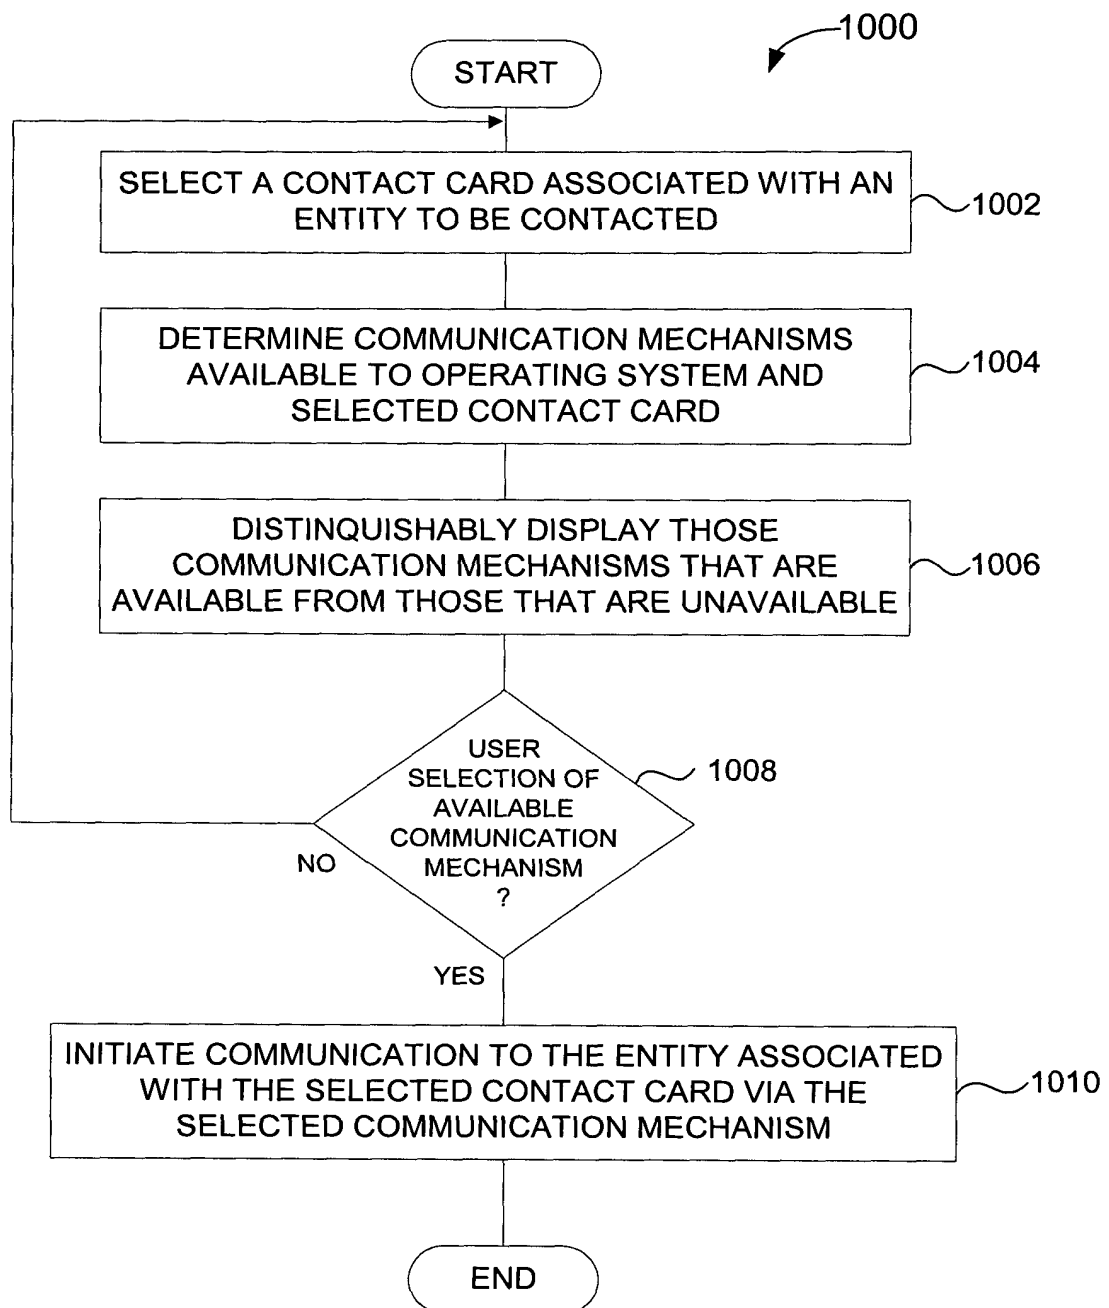 1000
START
SELECT A CONTACT CARD ASSOCIATED WITH AN
ENTITY TO BE CONTACTED
1002
DETERMINE COMMUNICATION MECHANISMS
AVAILABLE TO OPERATING SYSTEM AND
SELECTED CONTACT CARD
1004
DISTINQUISHABLY DISPLAY THOSE
COMMUNICATION MECHANISMS THAT ARE
AVAILABLE FROM THOSE THAT ARE UNAVAILABLE
1006
USER
SELECTION OF
AVAILABLE
COMMUNICATION
MECHANISM
?
1008
NO
YES
INITIATE COMMUNICATION TO THE ENTITY ASSOCIATED
WITH THE SELECTED CONTACT CARD VIA THE
SELECTED COMMUNICATION MECHANISM
1010
END